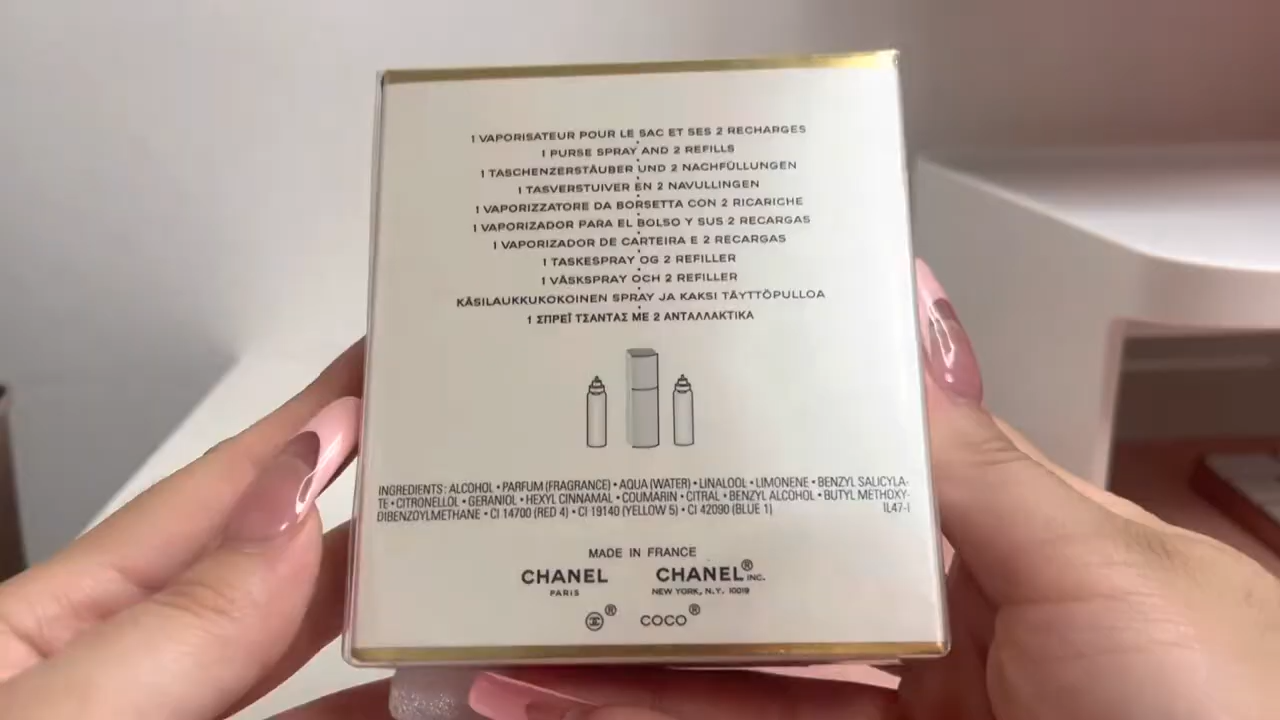 1 VAPORISATEUR POUR LE SAC ET SES 2 RECHARGES
1 PURSE SPRAY AND 2 REFILLS
1 TASCHENZERSTÄUBER UND 2 NACHFÜLLUNGEN
1 TASVERSTUIVER EN 2 NAVULLINGEN
1 VAPORIZZATORE DA BORSETTA CON 2 RICARICHE
1 VAPORIZADOR PARA EL BOLSO Y SUS 2 RECARGAS
1 VAPORIZADOR DE CARTEIRA E 2 RECARGAS
1 TASKESPRAY OG 2 REFILLER
1 VÄSKSPRAY OCH 2 REFILLER
KÄSILAUKKUKOKOINEN SPRAY JA KAKSI TÄYTTÖPULLOA
1 ΣΠΡΕΪ ΤΣΑΝΤΑΣ ΜΕ 2 ΑΝΤΑΛΛΑΚΤΙΚΑ
INGREDIENTS: ALCOHOL • PARFUM (FRAGRANCE) • AQUA (WATER) • LINALOOL • LIMONENE • BENZYL SALICYLA-
TE • CITRONELLOL • GERANIOL • HEXYL CINNAMAL • COUMARIN • CITRAL • BENZYL ALCOHOL • BUTYL METHOXY-
DIBENZOYLMETHANE • CI 14700 (RED 4) • CI 19140 (YELLOW 5) • CI 42090 (BLUE 1) IL47-I
MADE IN FRANCE
CHANEL CHANEL® INC.
PARIS NEW YORK, N.Y. 10019
® COCO®